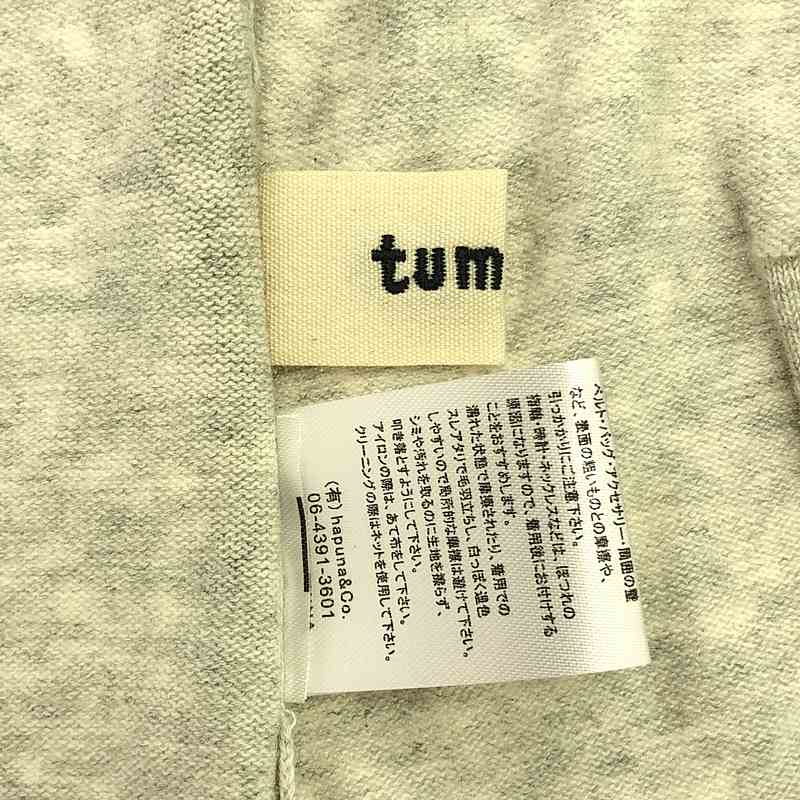 tum
ベルト・バッグ・アクセサリー・周囲の壁
など、表面の粗いものとの摩擦や、
引っかかりにご注意下さい。
指輪・時計・ネックレスなどは、ほつれの
原因になりますので、着用後にお付けする
ことをおすすめします。
濡れた状態で摩擦されたり、着用での
スレアタリで毛羽立ちし、白っぽく退色
しやすいので局所的な摩擦は避けて下さい。
シミや汚れを取るのに生地を擦らず、
叩き落とすようにして下さい。
アイロンの際は、あて布をして下さい。
クリーニングの際はネットを使用して下さい。
(有) hapuna&Co.
06-4391-3601